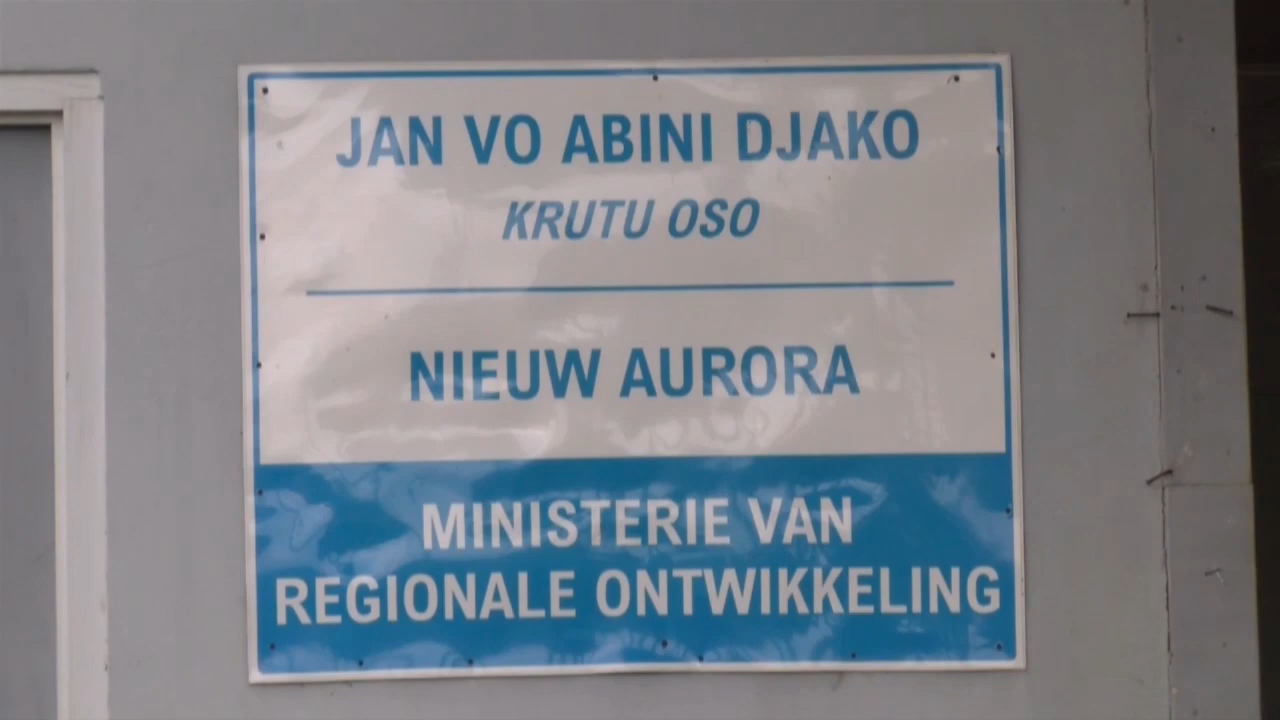 JAN VO ABINI DJAKO
KRUTU OSO
NIEUW AURORA
MINISTERIE VAN
REGIONALE ONTWIKKELING